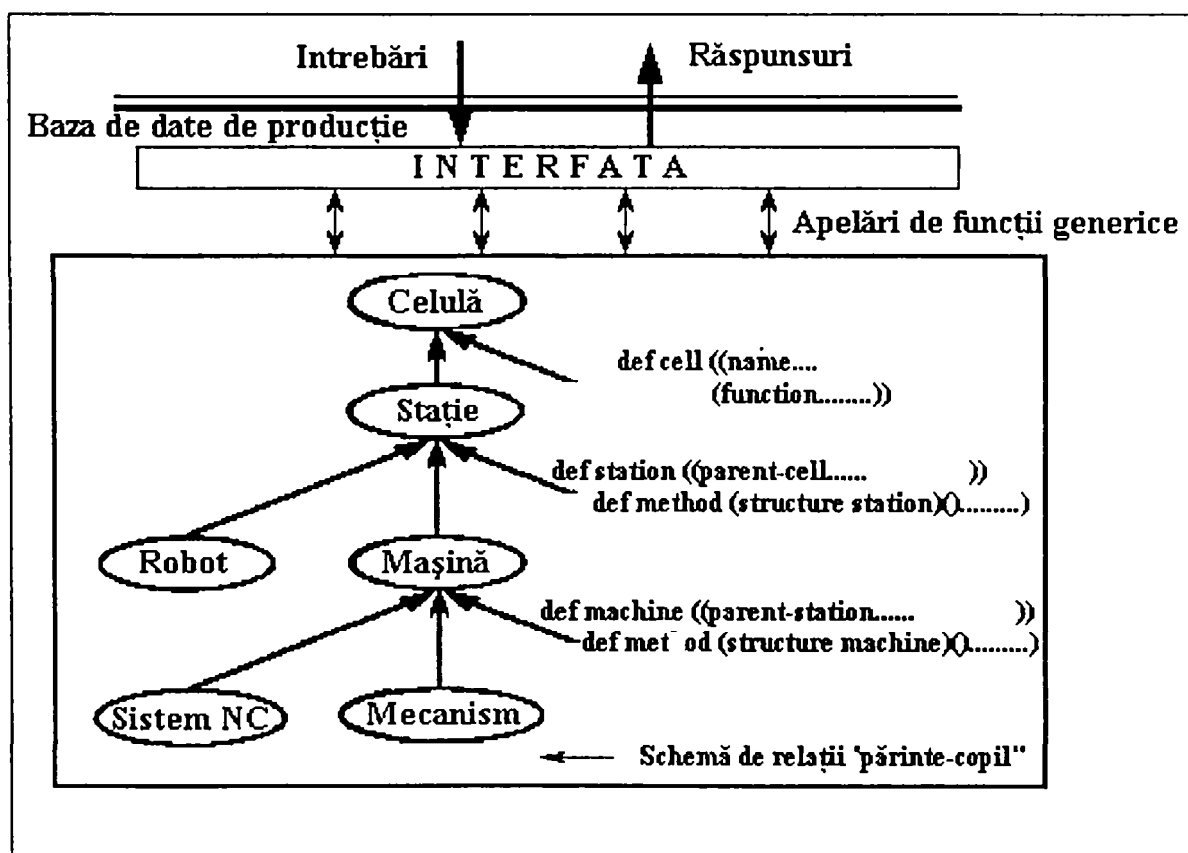 Intrebări
Răspunsuri
Baza de date de producție
INTERFATA
Apelări de funcții generice
Celulă
def cell ((name....
(function........))
Stație
def station ((parent-cell...... ))
def method (structure station)()..........)
Robot
Mașină
def machine ((parent-station...... ))
def met od (structure machine)()..........)
Sistem NC
Mecanism
Schemă de relații 'părinte-copil"